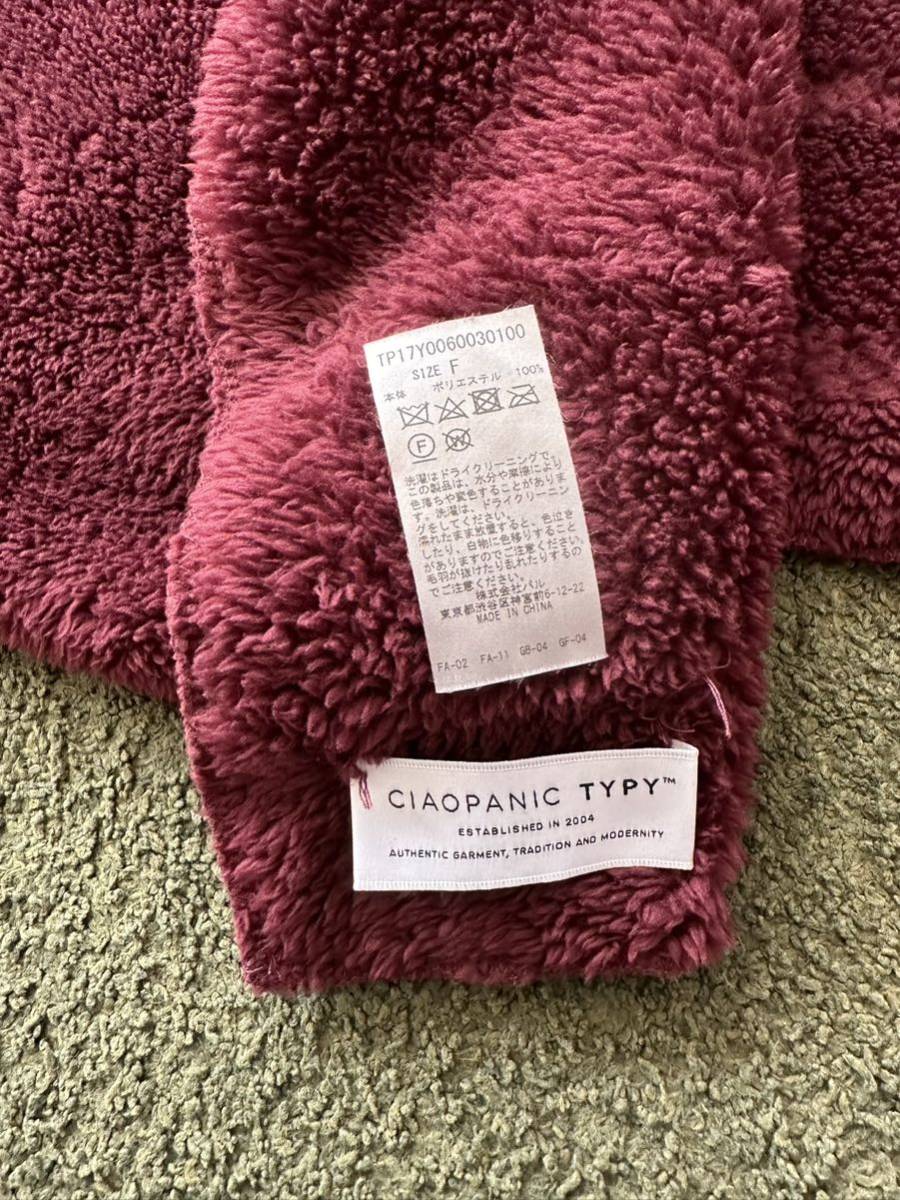 TP17Y0060030100
SIZE F
本体 ポリエステル 100%
F W
洗濯はドライクリーニングで。
この製品は、水分や摩擦により
色落ちや変色することがありま
す。洗濯は、ドライクリーニン
グをしてください。
濡れたまま放置すると、色泣き
したり、白物に色移りすること
がありますのでご注意ください。
毛羽が抜けたり乱れたりするの
でご注意ください。
株式会社パル
東京都渋谷区神宮前6-12-22
MADE IN CHINA
FA-02 FA-11 GB-04 GF-04
CIAOPANIC TYPY™
ESTABLISHED IN 2004
AUTHENTIC GARMENT, TRADITION AND MODERNITY